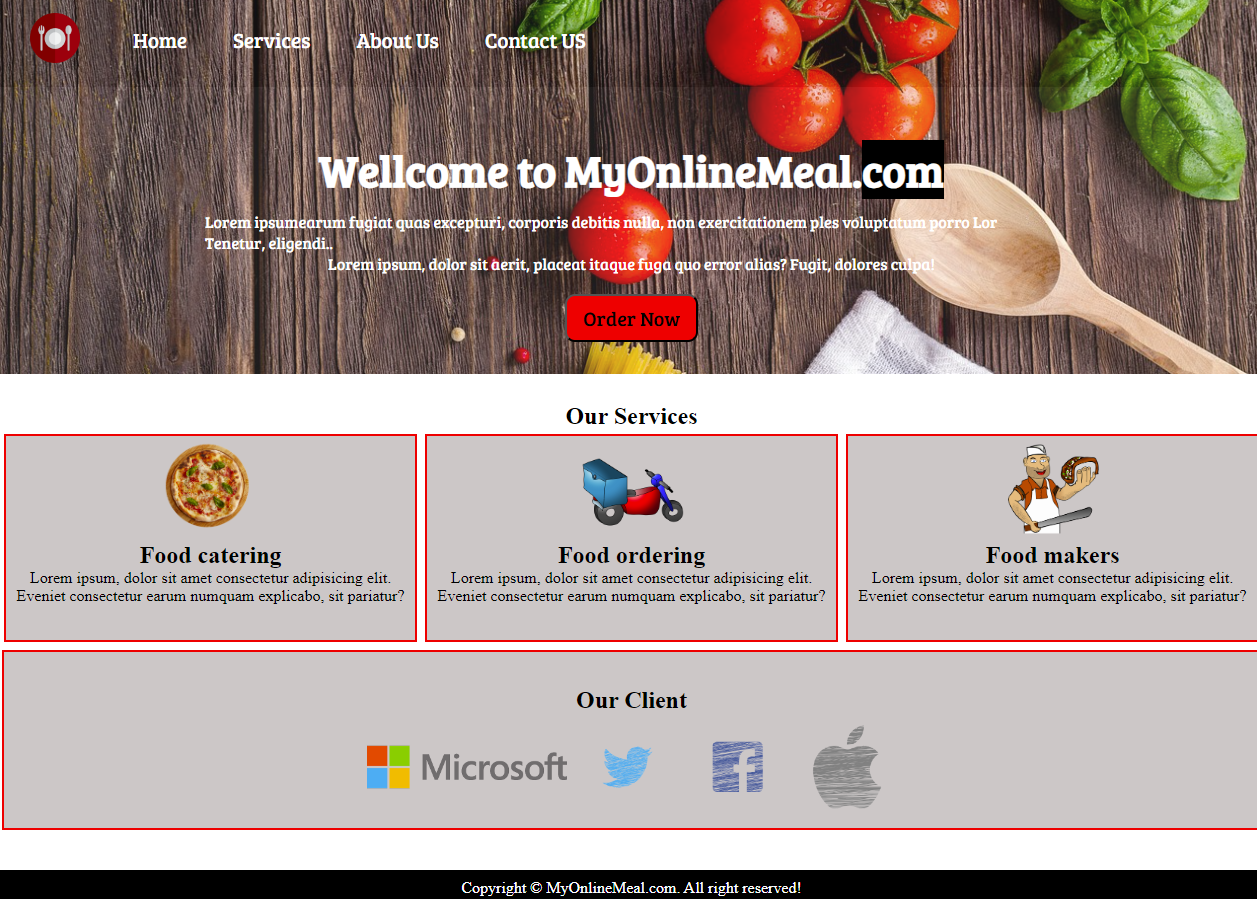 Home Services About Us Contact US
Wellcome to MyOnlineMeal.com
Lorem ipsumearum fugiat quas excepturi, corporis debitis nulla, non exercitationem ples voluptatum porro Lor
Tenetur, eligendi..
Lorem ipsum, dolor sit aerit, placeat itaque fuga quo error alias? Fugit, dolores culpa!
Order Now
Our Services
Food catering
Lorem ipsum, dolor sit amet consectetur adipisicing elit.
Eveniet consectetur earum numquam explicabo, sit pariatur?
Food ordering
Lorem ipsum, dolor sit amet consectetur adipisicing elit.
Eveniet consectetur earum numquam explicabo, sit pariatur?
Food makers
Lorem ipsum, dolor sit amet consectetur adipisicing elit.
Eveniet consectetur earum numquam explicabo, sit pariatur?
Our Client
Microsoft
Copyright © MyOnlineMeal.com. All right reserved!